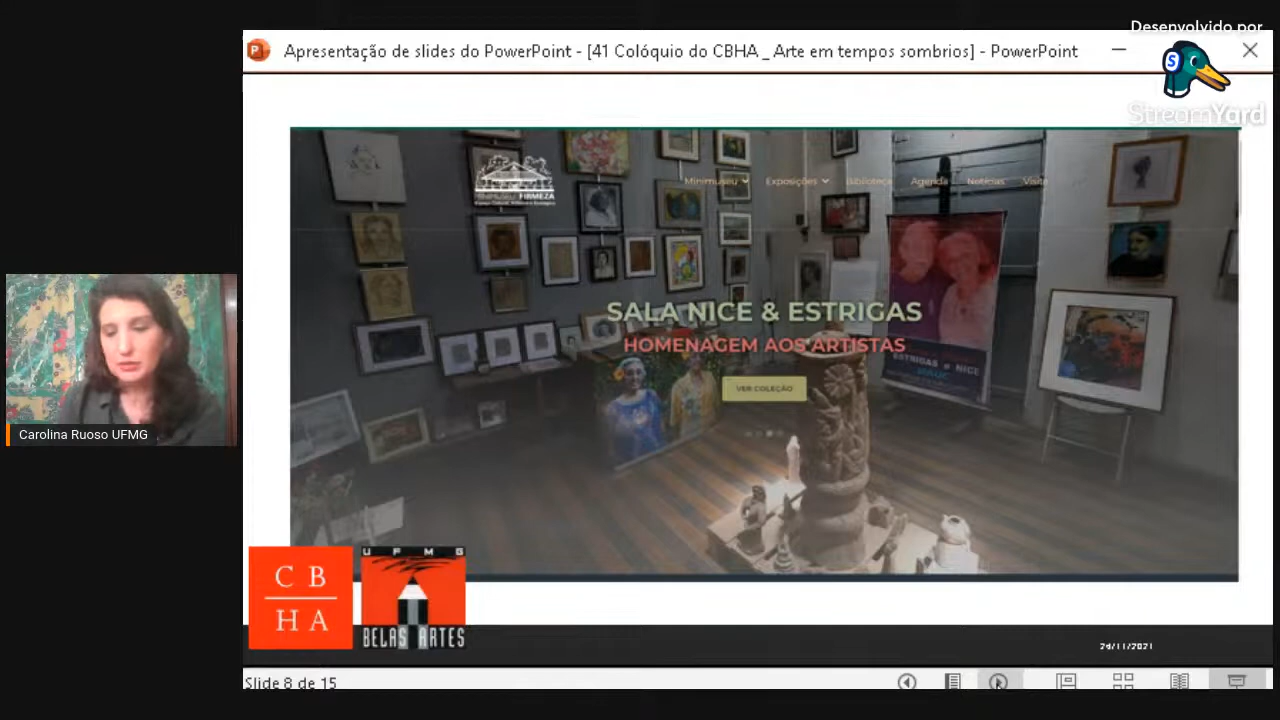 Desenvolvido por
StreamYard
Apresentação de slides do PowerPoint - [41 Colóquio do CBHA _ Arte em tempos sombrios] - PowerPoint
FIRMEZA
Minimuseu
Exposições
Biblioteca
Agenda
Notícias
Visite
SALA NICE & ESTRIGAS
HOMENAGEM AOS ARTISTAS
VER COLEÇÃO
ESTRIGAS e NICE
Carolina Ruoso UFMG
C B
H A
U F M G
BELAS ARTES
24/11/2021
Slide 8 de 15